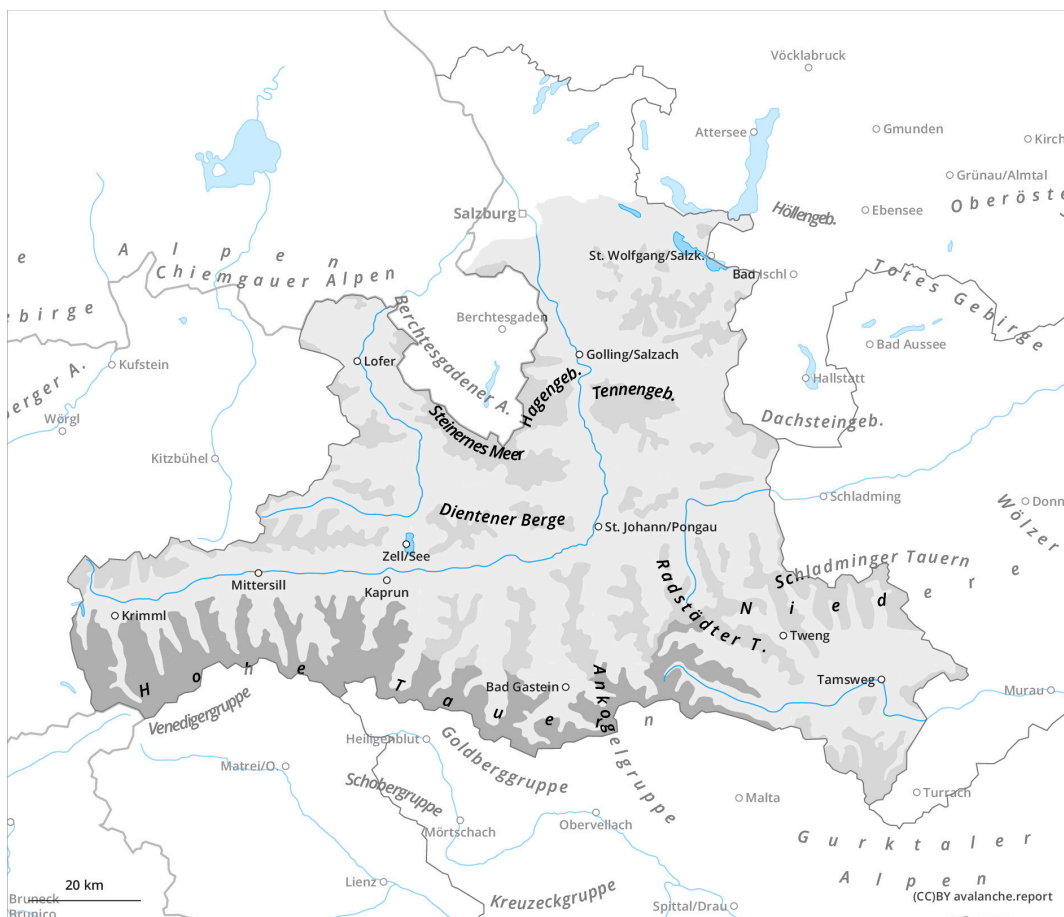 Vöcklabruck
Attersee
Gmunden
Kirch
Grünau/Almtal
Oberöste
Salzburg
Höllengeb.
Ebensee
St. Wolfgang/Salzk.
Bad Ischl
e Alpen
Chiemgauer Alpen
Totes Gebirge
ebirge
Berchtesgaden
Berchtesgadener A.
Bad Aussee
Kufstein
Lofer
Golling/Salzach
Hallstatt
berger A.
Hagengeb.
Tennengeb.
Wörgl
Steinernes Meer
Dachsteingeb.
Kitzbühel
Schladming
Donn
Wölzer
Dientener Berge
St. Johann/Pongau
Zell/See
Schladminger Tauern
Mittersill
Kaprun
Radstädter T.
Niedere
Krimml
Tweng
Hohe Tauern
Bad Gastein
Ankogelgruppe
Tamsweg
Murau
Venedigergruppe
Heiligenblut
Goldberggruppe
Matrei/O.
Schobergruppe
Malta
Turrach
Mörtschach
Obervellach
Gurktaler
Alpen
20 km
Lienz
Kreuzeckgruppe
Bruneck
Brunico
Spittal/Drau
(CC)BY avalanche.report